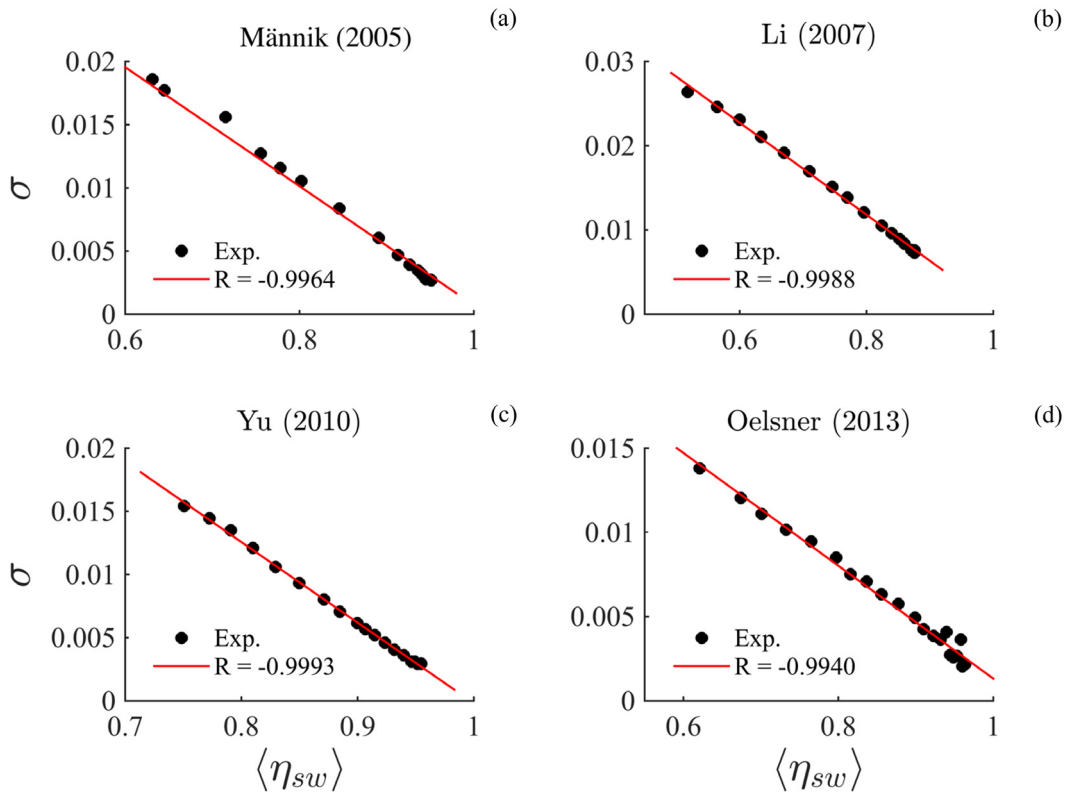 (a)
Männik (2005)
0.02
0.015
0.01
0.005
0
σ
Exp.
R = -0.9964
0.6
0.8
1
(b)
Li (2007)
0.03
0.02
0.01
0
Exp.
R = -0.9988
0.6
0.8
1
(c)
Yu (2010)
0.02
0.015
0.01
0.005
0
σ
Exp.
R = -0.9993
0.7
0.8
0.9
1
⟨η_sw⟩
(d)
Oelsner (2013)
0.015
0.01
0.005
0
Exp.
R = -0.9940
0.6
0.8
1
⟨η_sw⟩